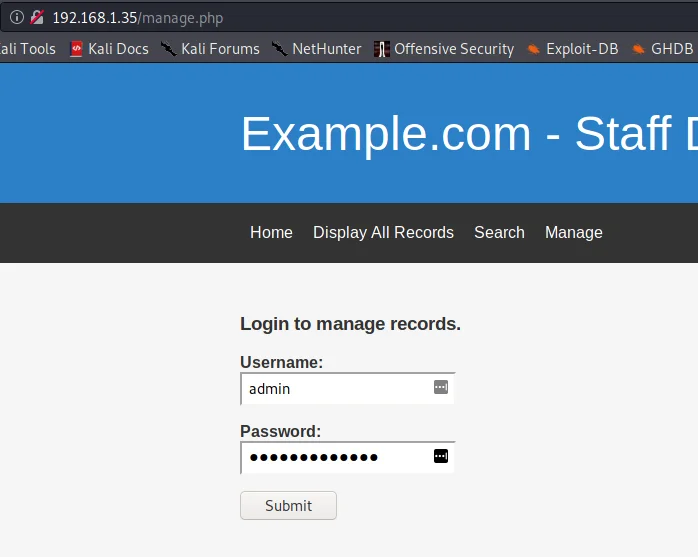 192.168.1.35/manage.php
ali Tools Kali Docs Kali Forums NetHunter Offensive Security Exploit-DB GHDB
Example.com - Staff D
Home Display All Records Search Manage
Login to manage records.
Username:
admin
Password:
●●●●●●●●●●●●●
Submit